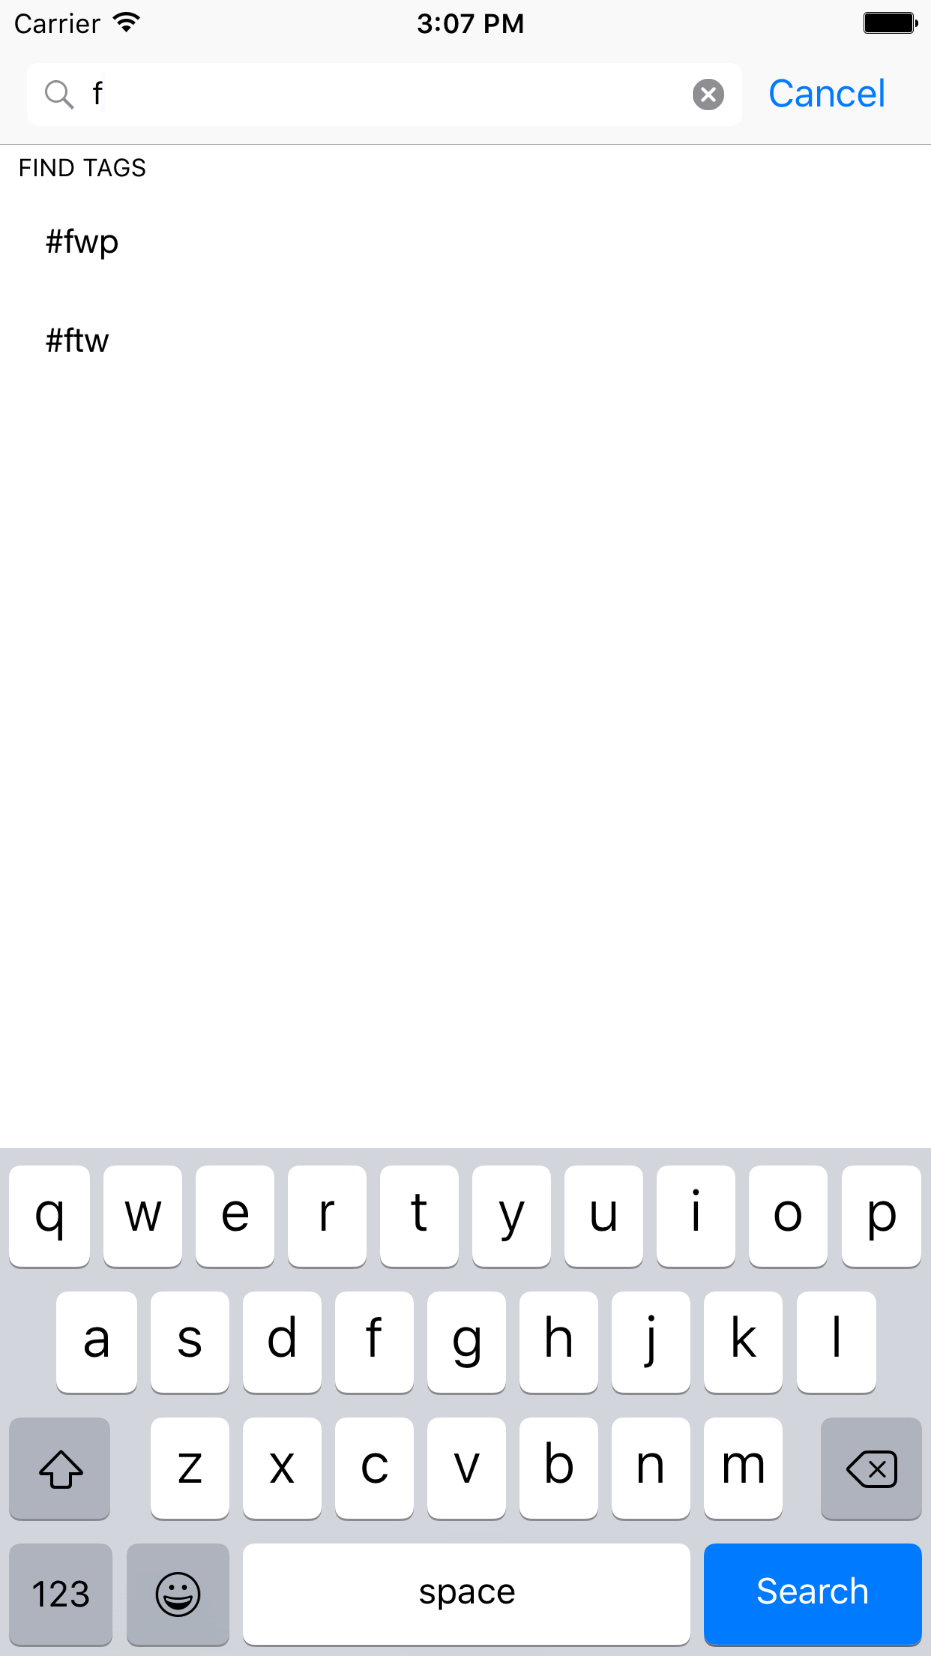 Carrier 3:07 PM
f Cancel
FIND TAGS
#fwp
#ftw
q w e r t y u i o p
a s d f g h j k l
z x c v b n m
123 space Search